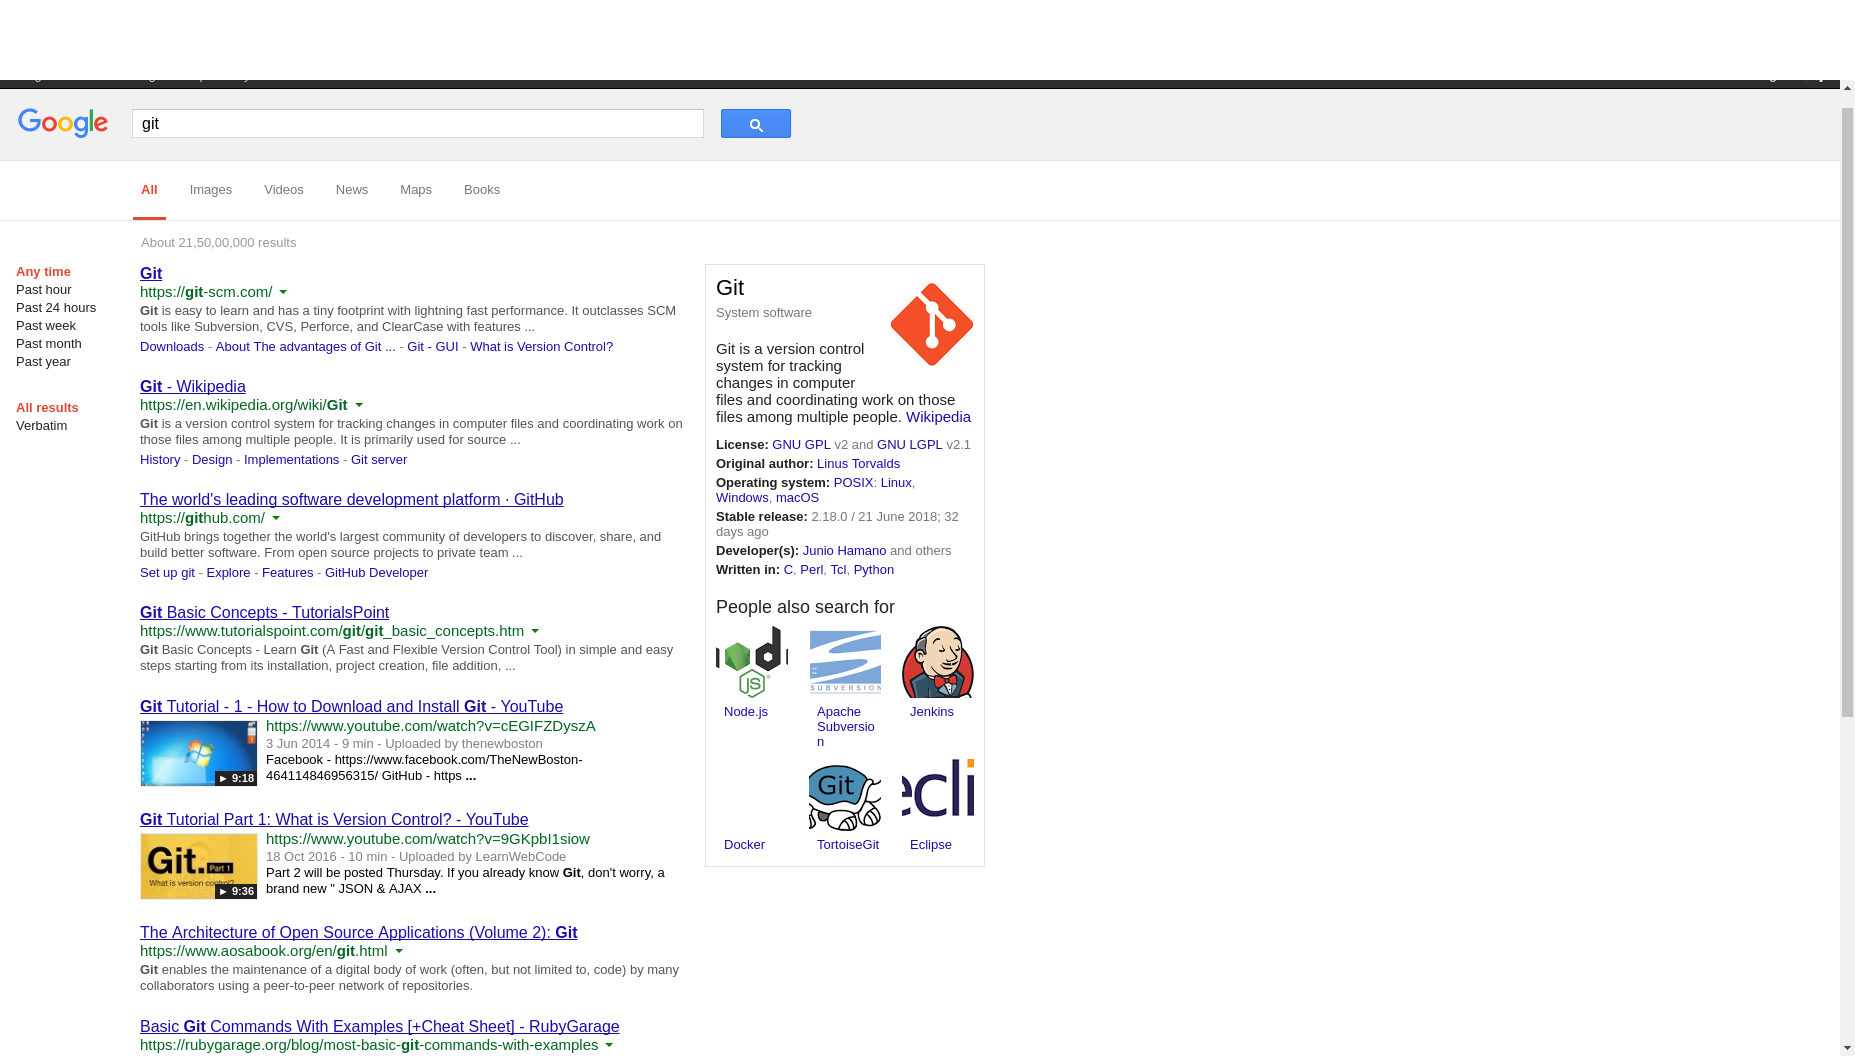 Google
git
All Images Videos News Maps Books
About 21,50,00,000 results
Any time
Past hour
Past 24 hours
Past week
Past month
Past year
All results
Verbatim
Git
https://git-scm.com/
Git is easy to learn and has a tiny footprint with lightning fast performance. It outclasses SCM
tools like Subversion, CVS, Perforce, and ClearCase with features ...
Downloads - About The advantages of Git ... - Git - GUI - What is Version Control?
Git - Wikipedia
https://en.wikipedia.org/wiki/Git
Git is a version control system for tracking changes in computer files and coordinating work on
those files among multiple people. It is primarily used for source ...
History - Design - Implementations - Git server
The world's leading software development platform · GitHub
https://github.com/
GitHub brings together the world's largest community of developers to discover, share, and
build better software. From open source projects to private team ...
Set up git - Explore - Features - GitHub Developer
Git Basic Concepts - TutorialsPoint
https://www.tutorialspoint.com/git/git_basic_concepts.htm
Git Basic Concepts - Learn Git (A Fast and Flexible Version Control Tool) in simple and easy
steps starting from its installation, project creation, file addition, ...
Git Tutorial - 1 - How to Download and Install Git - YouTube
https://www.youtube.com/watch?v=cEGIFZDyszA
3 Jun 2014 - 9 min - Uploaded by thenewboston
Facebook - https://www.facebook.com/TheNewBoston-
464114846956315/ GitHub - https ...
► 9:18
Git Tutorial Part 1: What is Version Control? - YouTube
https://www.youtube.com/watch?v=9GKpbI1siow
18 Oct 2016 - 10 min - Uploaded by LearnWebCode
Part 2 will be posted Thursday. If you already know Git, don't worry, a
brand new " JSON & AJAX ...
Git. Part 1
What is version control?
► 9:36
The Architecture of Open Source Applications (Volume 2): Git
https://www.aosabook.org/en/git.html
Git enables the maintenance of a digital body of work (often, but not limited to, code) by many
collaborators using a peer-to-peer network of repositories.
Basic Git Commands With Examples [+Cheat Sheet] - RubyGarage
https://rubygarage.org/blog/most-basic-git-commands-with-examples
Git
System software
Git is a version control
system for tracking
changes in computer
files and coordinating work on those
files among multiple people. Wikipedia
License: GNU GPL v2 and GNU LGPL v2.1
Original author: Linus Torvalds
Operating system: POSIX: Linux,
Windows, macOS
Stable release: 2.18.0 / 21 June 2018; 32
days ago
Developer(s): Junio Hamano and others
Written in: C, Perl, Tcl, Python
People also search for
JS
SUBVERSION
Node.js
Apache
Subversio
n
Jenkins
Git
ecli
Docker
TortoiseGit
Eclipse